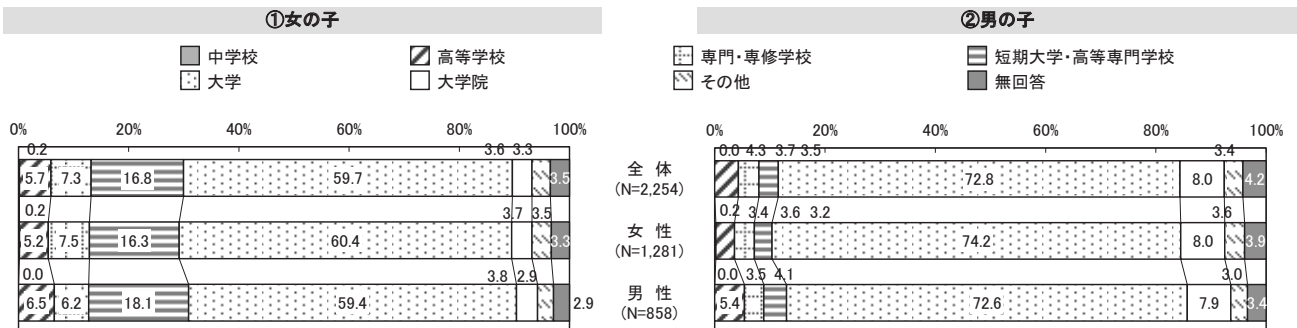 ①女の子
②男の子
中学校 高等学校 専門・専修学校 短期大学・高等専門学校
大学 大学院 その他 無回答
0% 20% 40% 60% 80% 100%
0% 20% 40% 60% 80% 100%
0.2 3.6 3.3
5.7 7.3 16.8 59.7 3.5
全体
(N=2,254)
0.0 4.3 3.7 3.5 3.4
72.8 8.0 4.2
0.2 3.7 3.5
5.2 7.5 16.3 60.4 3.3
女性
(N=1,281)
0.2 3.4 3.6 3.2 3.6
74.2 8.0 3.9
0.0 3.8 2.9
6.5 6.2 18.1 59.4 2.9
男性
(N=858)
0.0 3.5 4.1 3.0
5.4 72.6 7.9 3.4